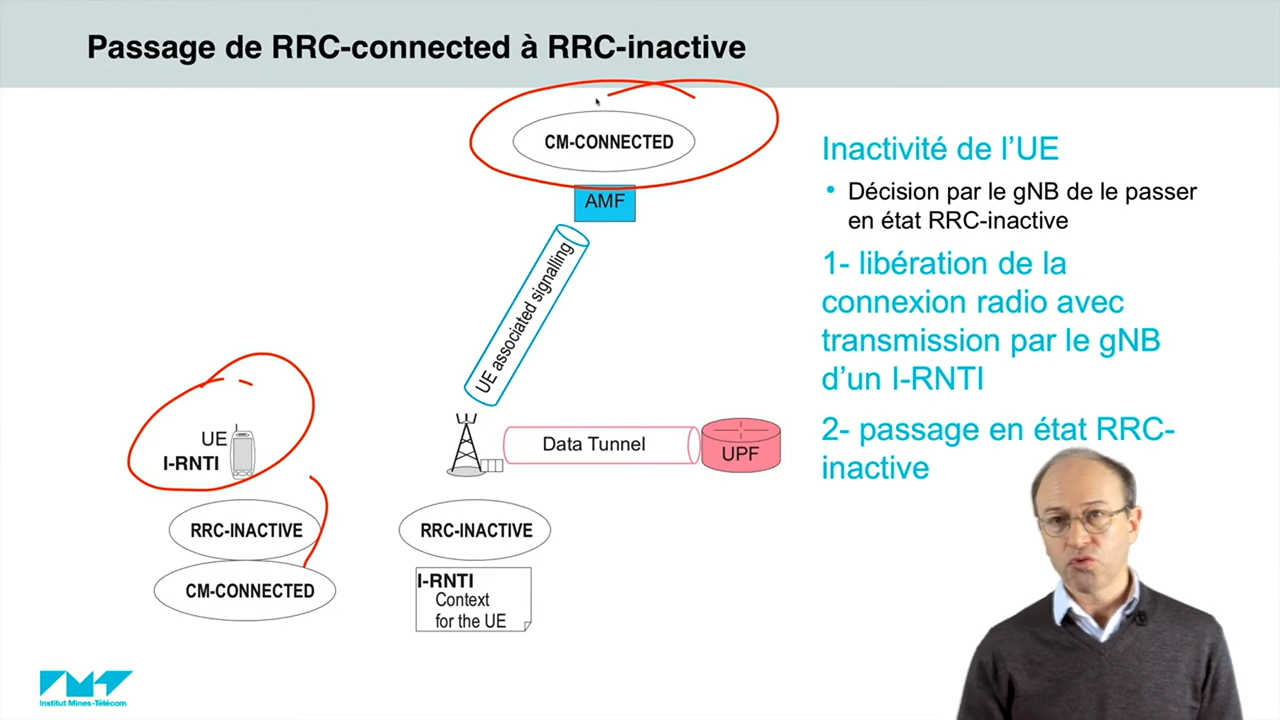 Passage de RRC-connected à RRC-inactive
CM-CONNECTED
AMF
UE associated signalling
UE
I-RNTI
Data Tunnel
UPF
RRC-INACTIVE
CM-CONNECTED
RRC-INACTIVE
I-RNTI
Context
for the UE
Inactivité de l’UE
• Décision par le gNB de le passer
en état RRC-inactive
1- libération de la
connexion radio avec
transmission par le gNB
d’un I-RNTI
2- passage en état RRC-
inactive
Institut Mines-Télécom